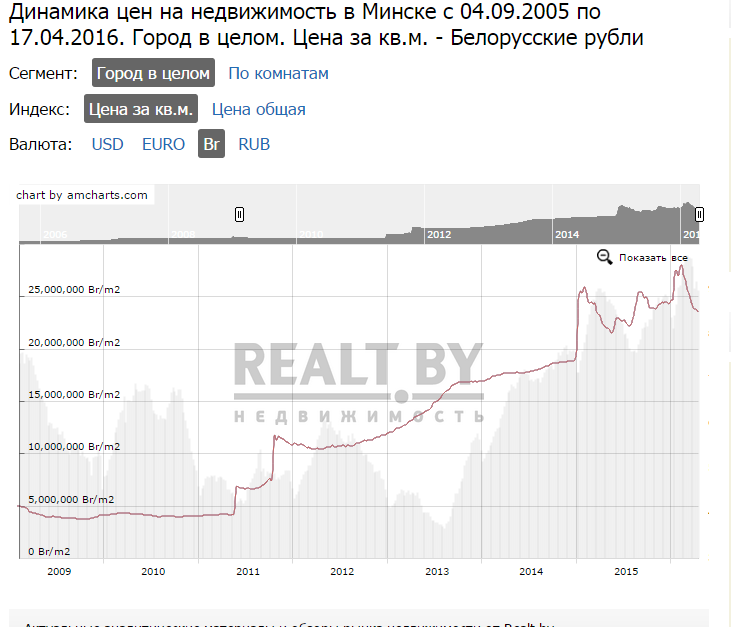 Динамика цен на недвижимость в Минске с 04.09.2005 по
17.04.2016. Город в целом. Цена за кв.м. - Белорусские рубли
Сегмент: Город в целом По комнатам
Индекс: Цена за кв.м. Цена общая
Валюта: USD EURO Br RUB
chart by amcharts.com
2006 2008 2010 2012 2014 201
Показать все
25,000,000 Br/m2
20,000,000 Br/m2
15,000,000 Br/m2
10,000,000 Br/m2
5,000,000 Br/m2
0 Br/m2
REALT.BY
НЕДВИЖИМОСТЬ
2009 2010 2011 2012 2013 2014 2015